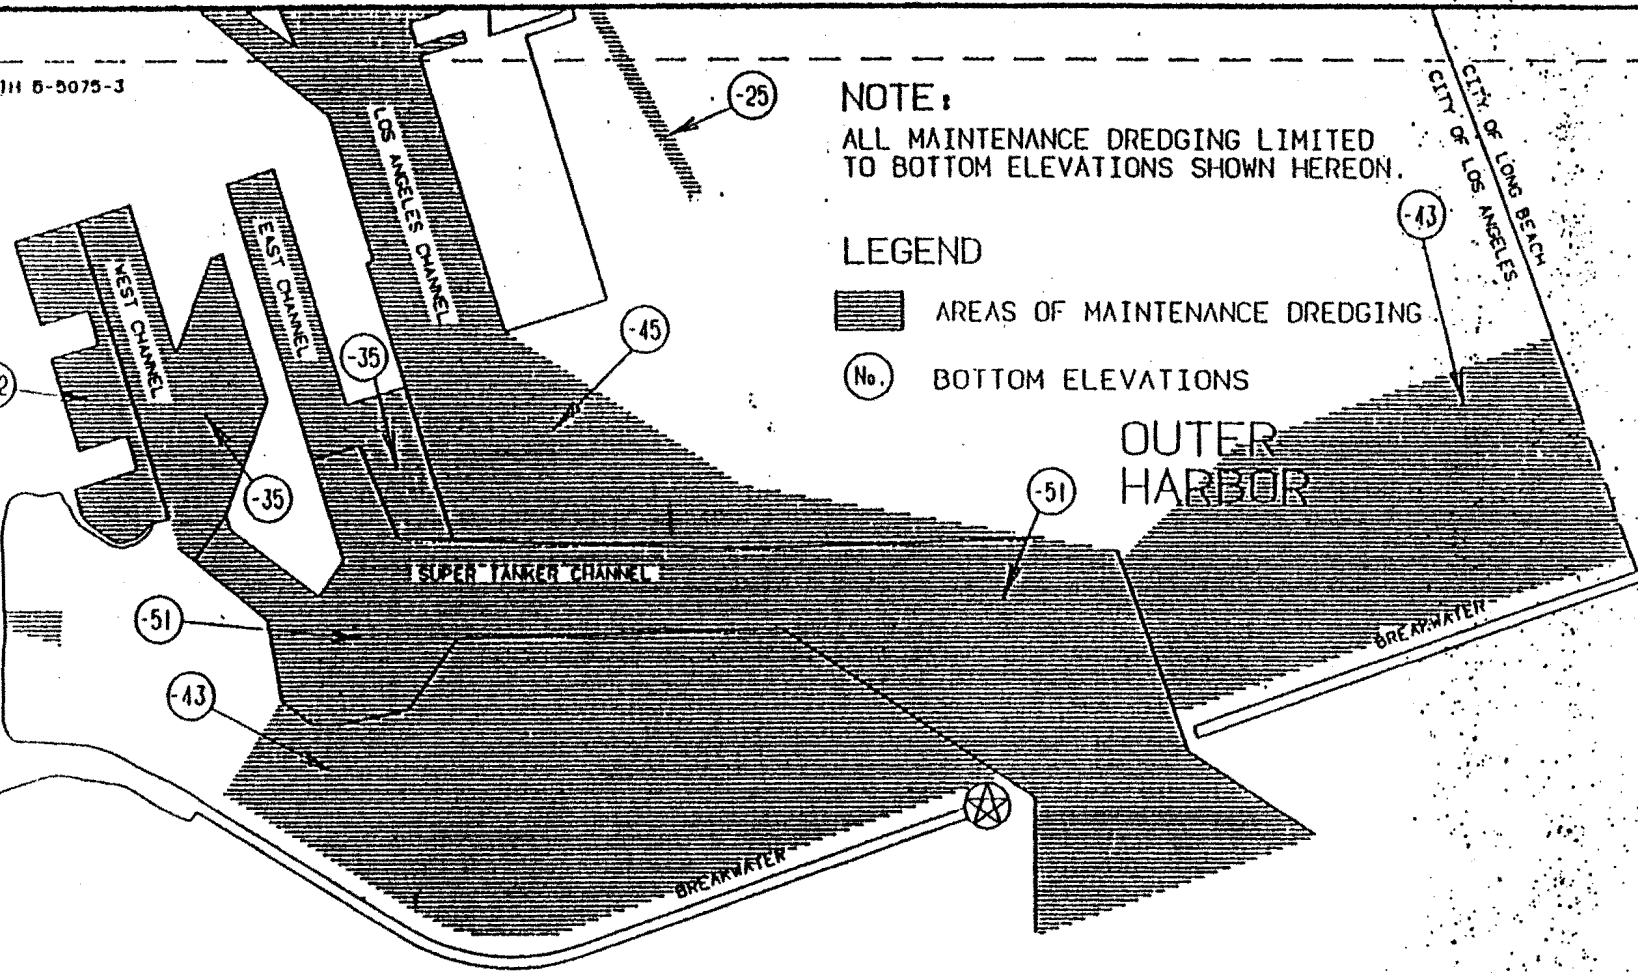 5-5075-3
-25
NOTE:
ALL MAINTENANCE DREDGING LIMITED
TO BOTTOM ELEVATIONS SHOWN HEREON.
CITY OF LONG BEACH
CITY OF LOS ANGELES
LOS ANGELES CHANNEL
-43
EAST CHANNEL
WEST CHANNEL
LEGEND
AREAS OF MAINTENANCE DREDGING
-45
-35
No.
BOTTOM ELEVATIONS
OUTER
HARBOR
-35
-51
SUPER TANKER CHANNEL
-51
BREAKWATER
-43
BREAKWATER